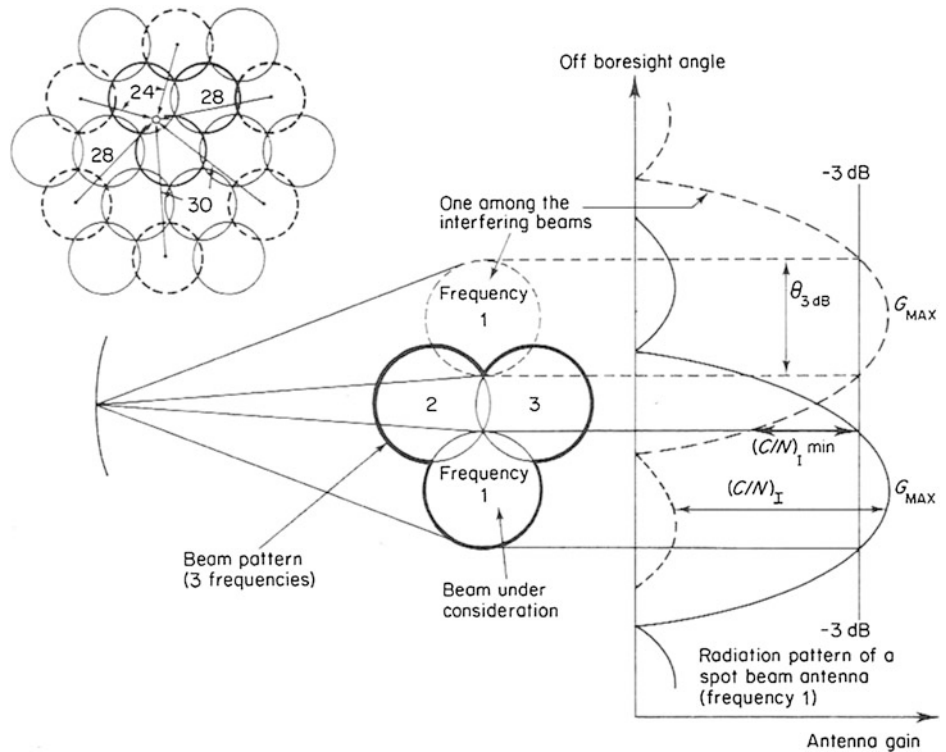 24
28
28
30
Off boresight angle
-3 dB
One among the
interfering beams
Frequency
1
θ3 dB
GMAX
2
3
(C/N)I min
Frequency
1
(C/N)I
GMAX
Beam pattern
(3 frequencies)
Beam under
consideration
-3 dB
Radiation pattern of a
spot beam antenna
(frequency 1)
Antenna gain